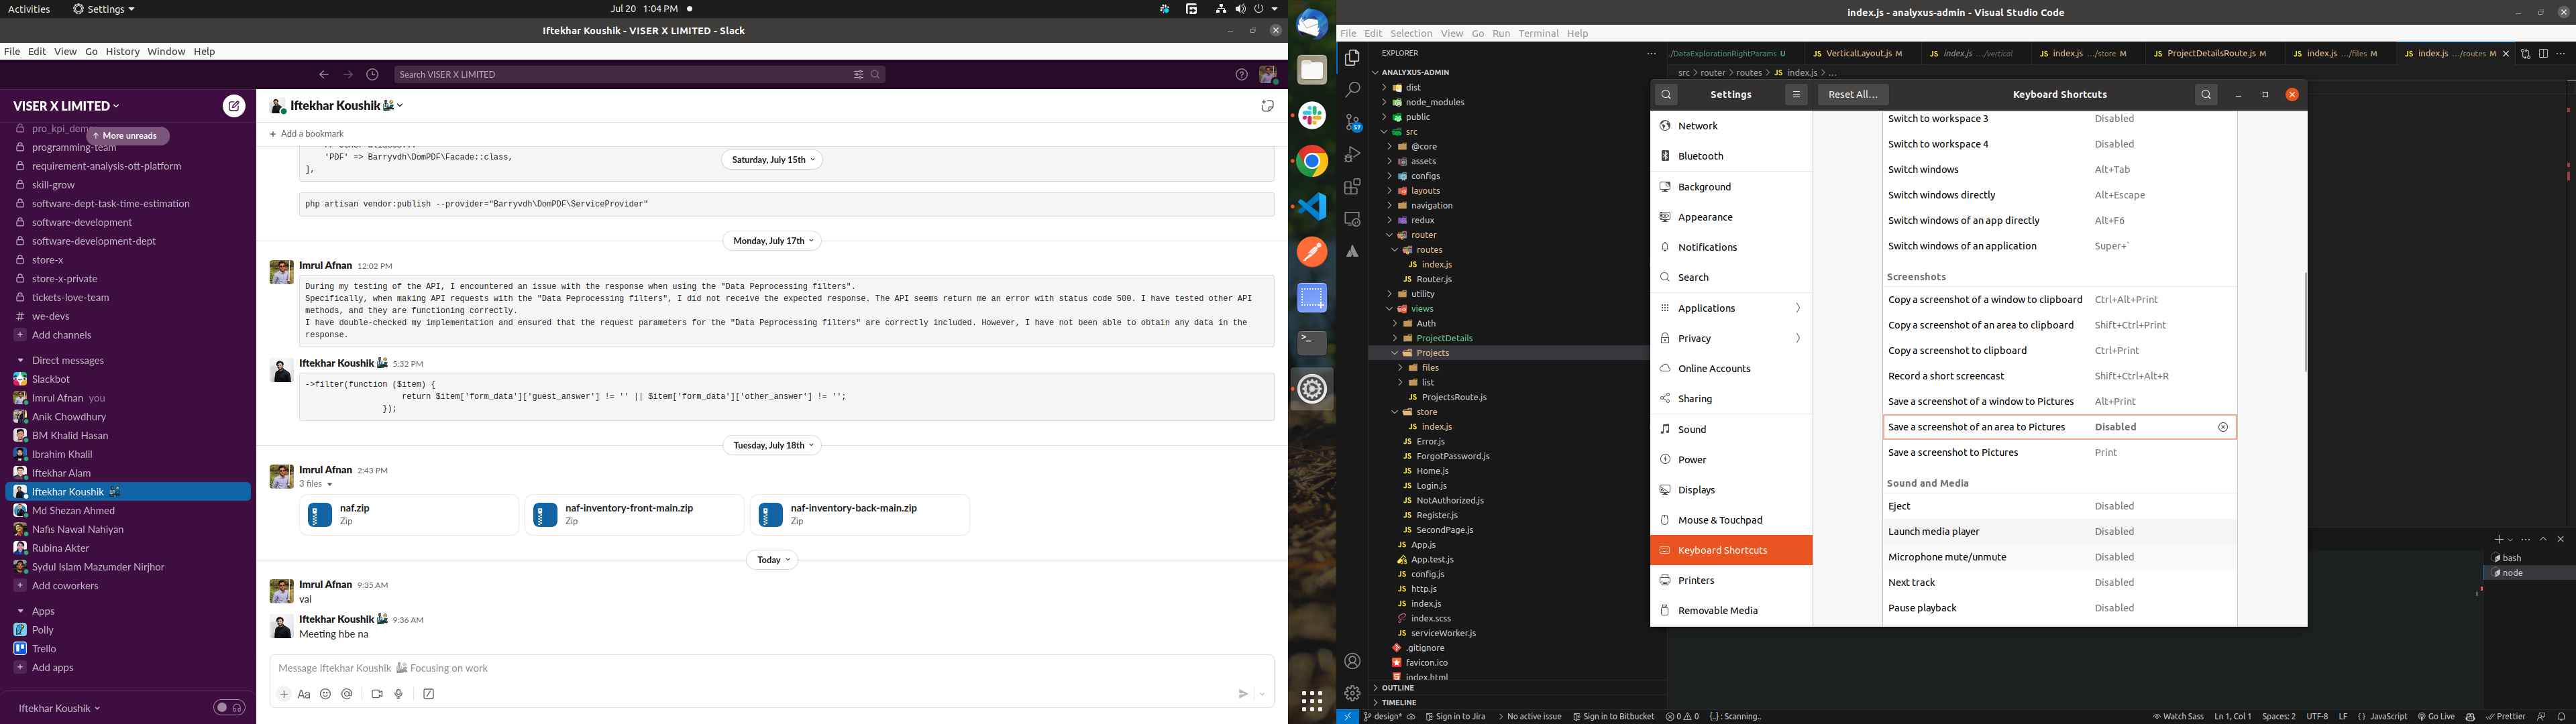 Activities
Settings
Jul 20 1:04 PM
Iftekhar Koushik - VISER X LIMITED - Slack
File Edit View Go History Window Help
Search VISER X LIMITED
VISER X LIMITED
More unreads
programming-team
requirement-analysis-ott-platform
skill-grow
software-dept-task-time-estimation
software-development
software-development-dept
store-x
store-x-private
tickets-love-team
we-devs
Add channels
Direct messages
Slackbot
Imrul Afnan you
Anik Chowdhury
BM Khalid Hasan
Ibrahim Khalil
Iftekhar Alam
Iftekhar Koushik
Md Shezan Ahmed
Nafis Nawal Nahiyan
Rubina Akter
Sydul Islam Mazumder Nirjhor
Add coworkers
Apps
Polly
Trello
Add apps
Iftekhar Koushik
Iftekhar Koushik
Add a bookmark
Saturday, July 15th
'PDF' => Barryvdh\DomPDF\Facade::class,
],
php artisan vendor:publish --provider="Barryvdh\DomPDF\ServiceProvider"
Monday, July 17th
Imrul Afnan 12:02 PM
During my testing of the API, I encountered an issue with the response when using the "Data Peprocessing filters".
Specifically, when making API requests with the "Data Peprocessing filters", I did not receive the expected response. The API seems return me an error with status code 500. I have tested other API
methods, and they are functioning correctly.
I have double-checked my implementation and ensured that the request parameters for the "Data Peprocessing filters" are correctly included. However, I have not been able to obtain any data in the
response.
Iftekhar Koushik 5:32 PM
->filter(function ($item) {
return $item['form_data']['guest_answer'] != '' || $item['form_data']['other_answer'] != '';
});
Tuesday, July 18th
Imrul Afnan 2:43 PM
3 files
naf.zip
Zip
naf-inventory-front-main.zip
Zip
naf-inventory-back-main.zip
Zip
Today
Imrul Afnan 9:35 AM
vai
Iftekhar Koushik 9:36 AM
Meeting hbe na
Message Iftekhar Koushik Focusing on work
Aa
index.js - analyxus-admin - Visual Studio Code
File Edit Selection View Go Run Terminal Help
EXPLORER
/DataExplorationRightParams U
VerticalLayout.js M
index.js .../vertical
index.js .../store M
ProjectDetailsRoute.js M
index.js .../files M
index.js .../routes M
src > router > routes > JS index.js > ...
ANALYXUS-ADMIN
dist
node_modules
public
src
@core
assets
configs
layouts
navigation
redux
router
routes
index.js
Router.js
utility
views
Auth
ProjectDetails
Projects
files
list
ProjectsRoute.js
store
index.js
Error.js
ForgotPassword.js
Home.js
Login.js
NotAuthorized.js
Register.js
SecondPage.js
App.js
App.test.js
config.js
http.js
index.js
index.scss
serviceWorker.js
.gitignore
favicon.ico
index.html
OUTLINE
TIMELINE
57
Settings
Reset All...
Keyboard Shortcuts
Network
Bluetooth
Background
Appearance
Notifications
Search
Applications
Privacy
Online Accounts
Sharing
Sound
Power
Displays
Mouse & Touchpad
Keyboard Shortcuts
Printers
Removable Media
Switch to workspace 3 Disabled
Switch to workspace 4 Disabled
Switch windows Alt+Tab
Switch windows directly Alt+Escape
Switch windows of an app directly Alt+F6
Switch windows of an application Super+`
Screenshots
Copy a screenshot of a window to clipboard Ctrl+Alt+Print
Copy a screenshot of an area to clipboard Shift+Ctrl+Print
Copy a screenshot to clipboard Ctrl+Print
Record a short screencast Shift+Ctrl+Alt+R
Save a screenshot of a window to Pictures Alt+Print
Save a screenshot of an area to Pictures Disabled
Save a screenshot to Pictures Print
Sound and Media
Eject Disabled
Launch media player Disabled
Microphone mute/unmute Disabled
Next track Disabled
Pause playback Disabled
bash
node
design*
Sign in to Jira
No active issue
Sign in to Bitbucket
0 0
{..} : Scanning..
Watch Sass
Ln 1, Col 1
Spaces: 2
UTF-8
LF
{} JavaScript
Go Live
Prettier